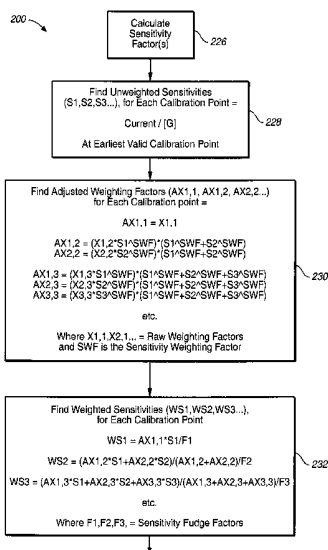 200
Calculate
Sensitivity
Factor(s)
226
Find Unweighted Sensitivities
(S1,S2,S3...), for Each Calibration Point =
Current / [G]
At Earliest Valid Calibration Point
228
Find Adjusted Weighting Factors (AX1,1, AX1,2, AX2,2...)
for Each Calibration point =
AX1,1 = X1,1
AX1,2 = (X1,2*S1^SWF)*(S1^SWF+S2^SWF)
AX2,2 = (X2,2*S2^SWF)*(S1^SWF+S2^SWF)
AX1,3 = (X1,3*S1^SWF)*(S1^SWF+S2^SWF+S3^SWF)
AX2,3 = (X2,3*S2^SWF)*(S1^SWF+S2^SWF+S3^SWF)
AX3,3 = (X3,3*S3^SWF)*(S1^SWF+S2^SWF+S3^SWF)
etc.
Where X1,1,X2,1... = Raw Weighting Factors
and SWF is the Sensitivity Weighting Factor
230
Find Weighted Sensitivities (WS1,WS2,WS3...),
for Each Calibration Point
WS1 = AX1,1*S1/F1
WS2 = (AX1,2*S1+AX2,2*S2)/(AX1,2+AX2,2)/F2
WS3 = (AX1,3*S1+AX2,3*S2+AX3,3*S3)/(AX1,3+AX2,3+AX3,3)/F3
etc.
Where F1,F2,F3, = Sensitivity Fudge Factors
232